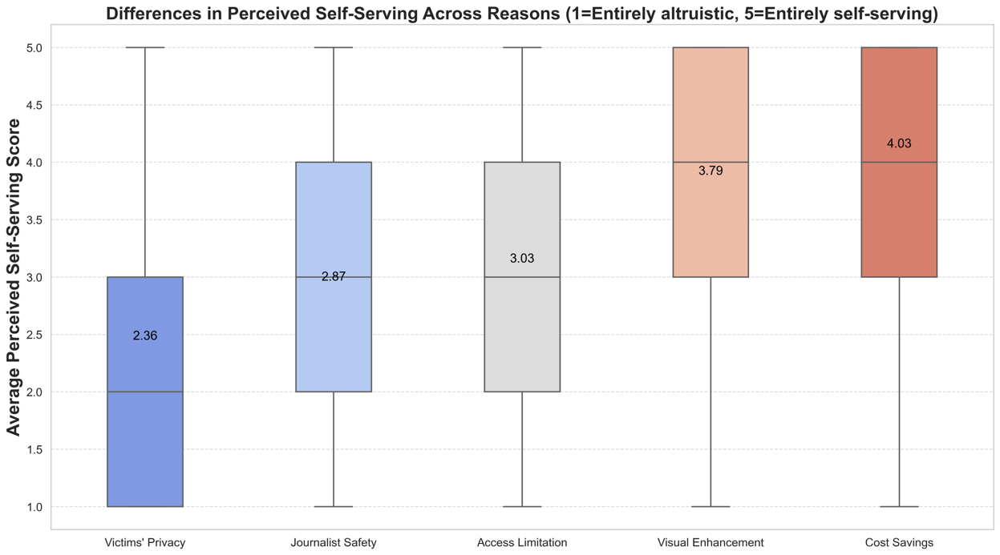 Differences in Perceived Self-Serving Across Reasons (1=Entirely altruistic, 5=Entirely self-serving)
Average Perceived Self-Serving Score
5.0
4.5
4.0
3.5
3.0
2.5
2.0
1.5
1.0
2.36
2.87
3.03
3.79
4.03
Victims' Privacy
Journalist Safety
Access Limitation
Visual Enhancement
Cost Savings